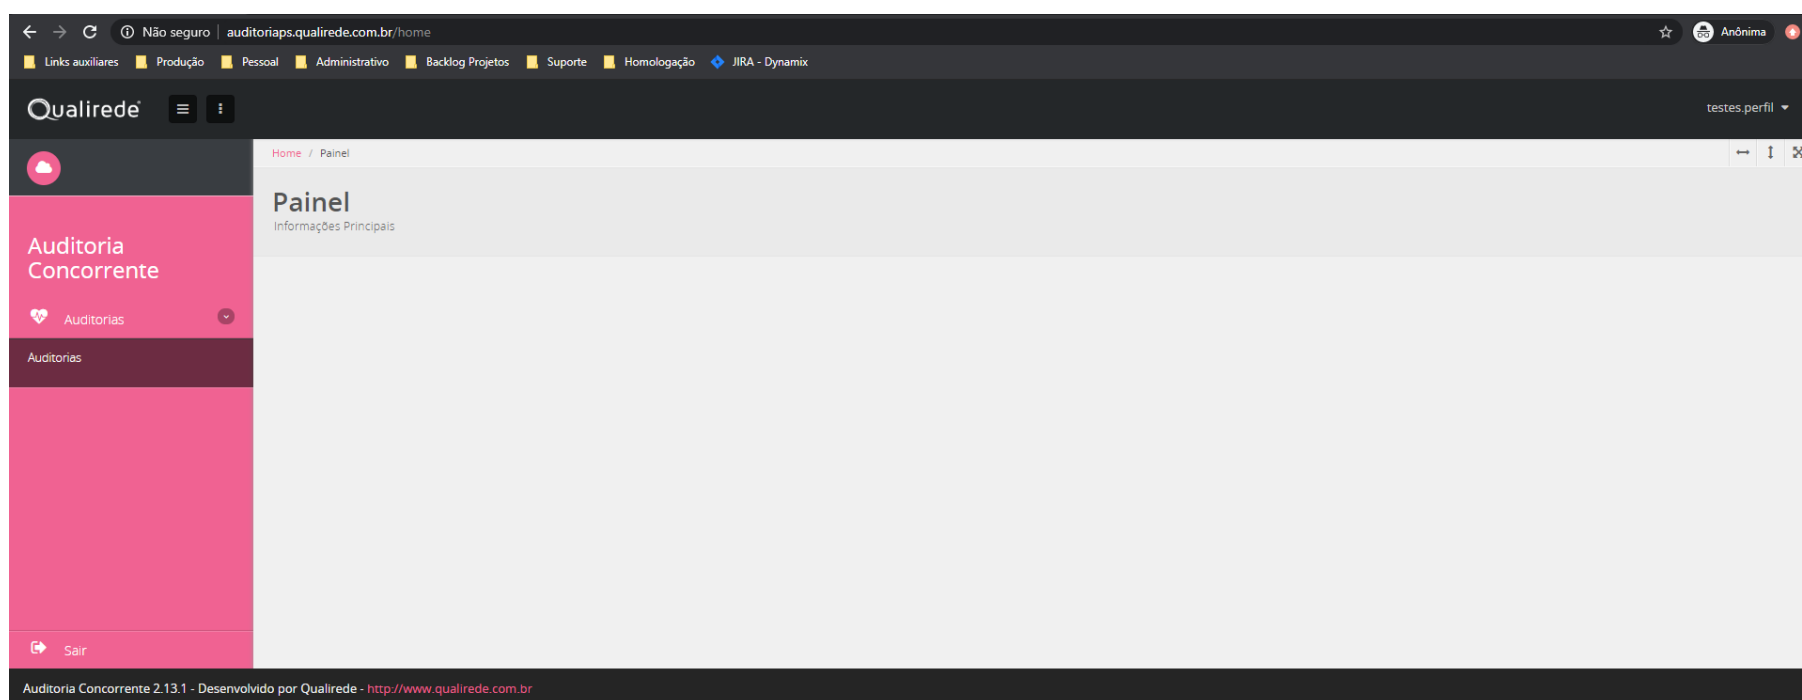 Não seguro | auditoriaps.qualirede.com.br/home
Anônima
Links auxiliares Produção Pessoal Administrativo Backlog Projetos Suporte Homologação JIRA - Dynamix
Qualirede
testes.perfil
Home / Painel
Painel
Informações Principais
Auditoria
Concorrente
Auditorias
Auditorias
Sair
Auditoria Concorrente 2.13.1 - Desenvolvido por Qualirede - http://www.qualirede.com.br